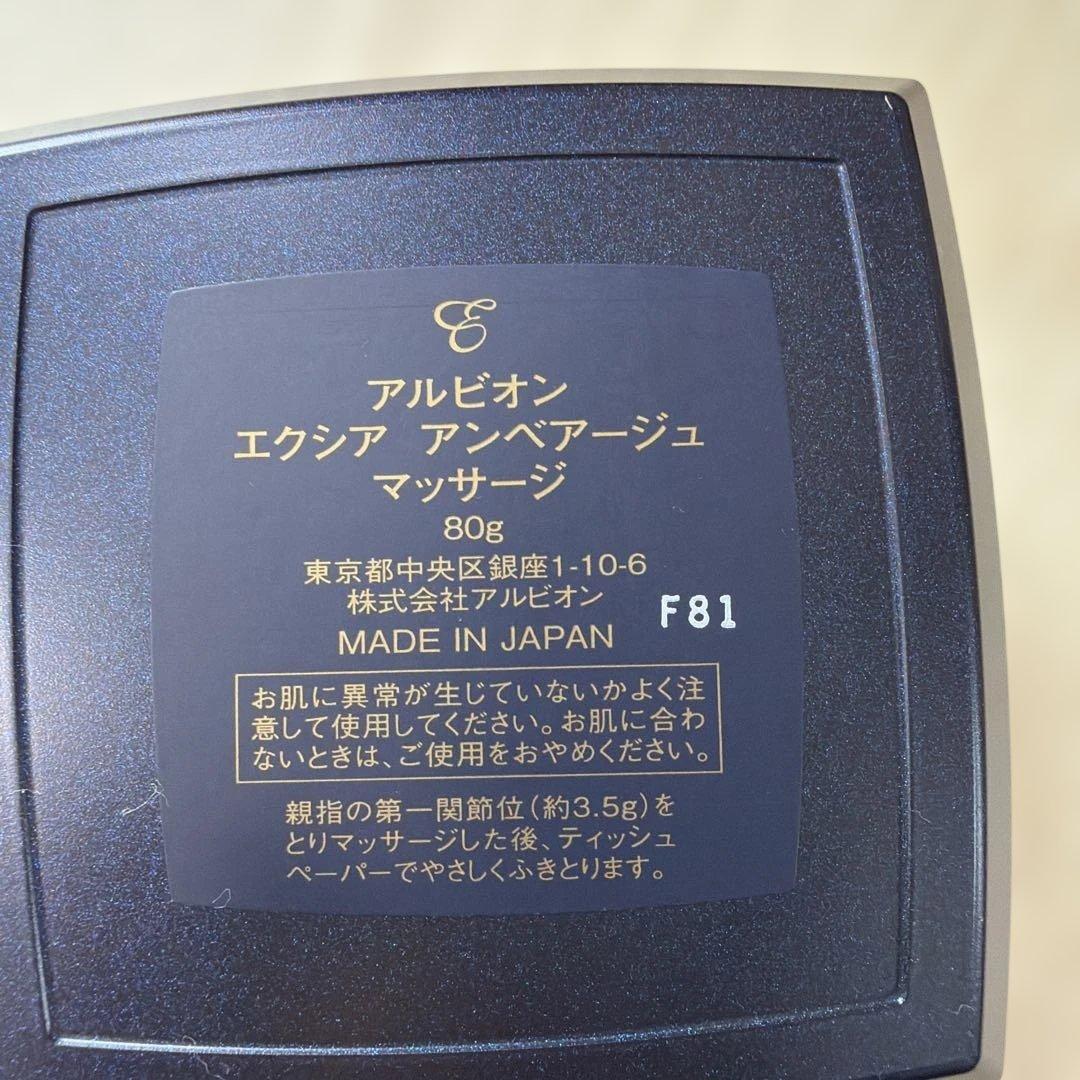 E
アルビオン
エクシア アンベアージュ
マッサージ
80g
東京都中央区銀座1-10-6
株式会社アルビオン
F81
MADE IN JAPAN
お肌に異常が生じていないかよく注
意して使用してください。お肌に合わ
ないときは、ご使用をおやめください。
親指の第一関節位(約3.5g)を
とりマッサージした後、ティッシュ
ペーパーでやさしくふきとります。